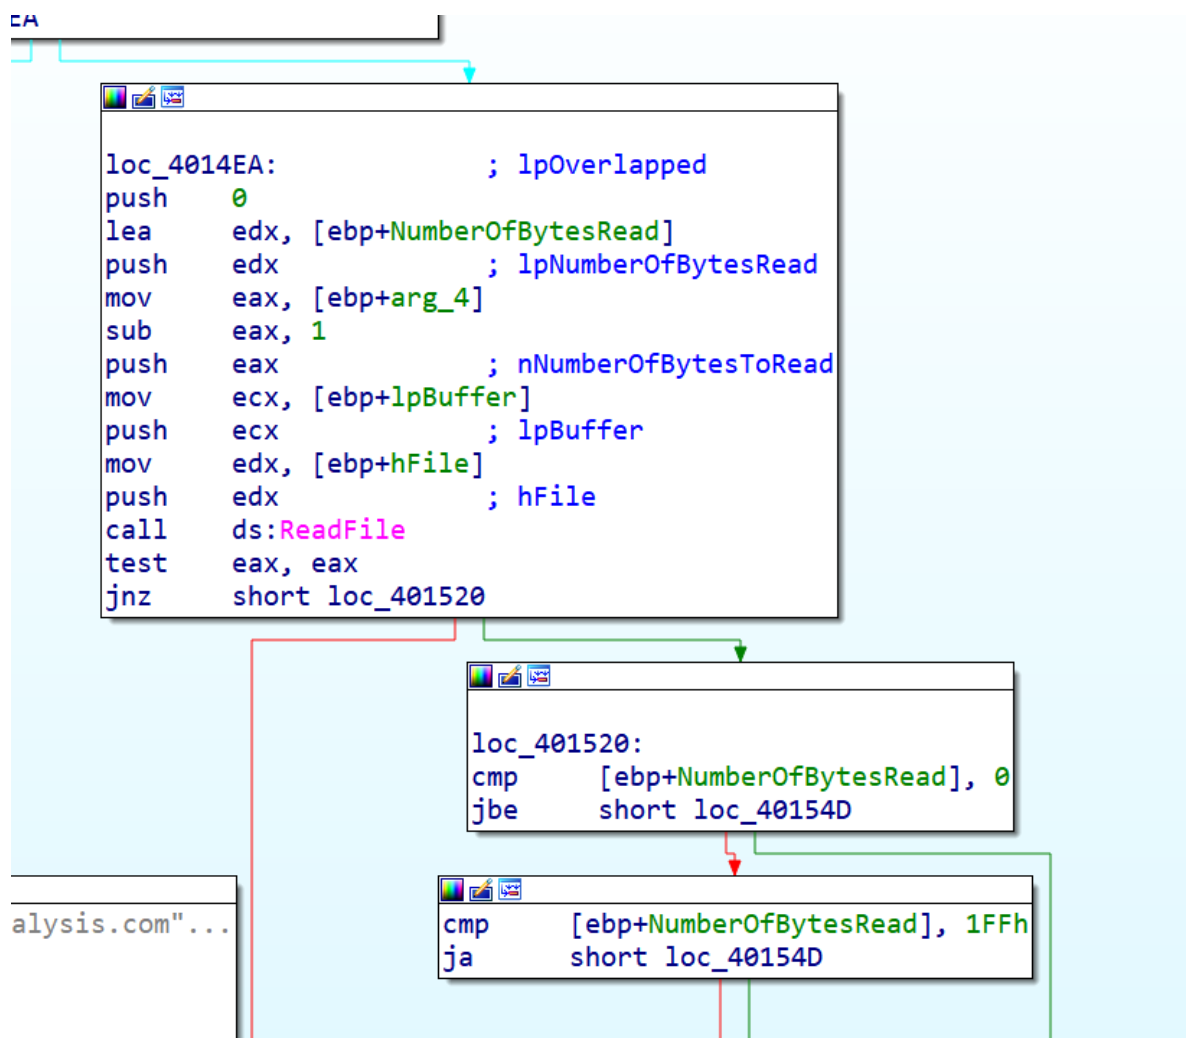 EA
loc_4014EA: ; lpOverlapped
push 0
lea edx, [ebp+NumberOfBytesRead]
push edx ; lpNumberOfBytesRead
mov eax, [ebp+arg_4]
sub eax, 1
push eax ; nNumberOfBytesToRead
mov ecx, [ebp+lpBuffer]
push ecx ; lpBuffer
mov edx, [ebp+hFile]
push edx ; hFile
call ds:ReadFile
test eax, eax
jnz short loc_401520
loc_401520:
cmp [ebp+NumberOfBytesRead], 0
jbe short loc_40154D
alysis.com"...
cmp [ebp+NumberOfBytesRead], 1FFh
ja short loc_40154D